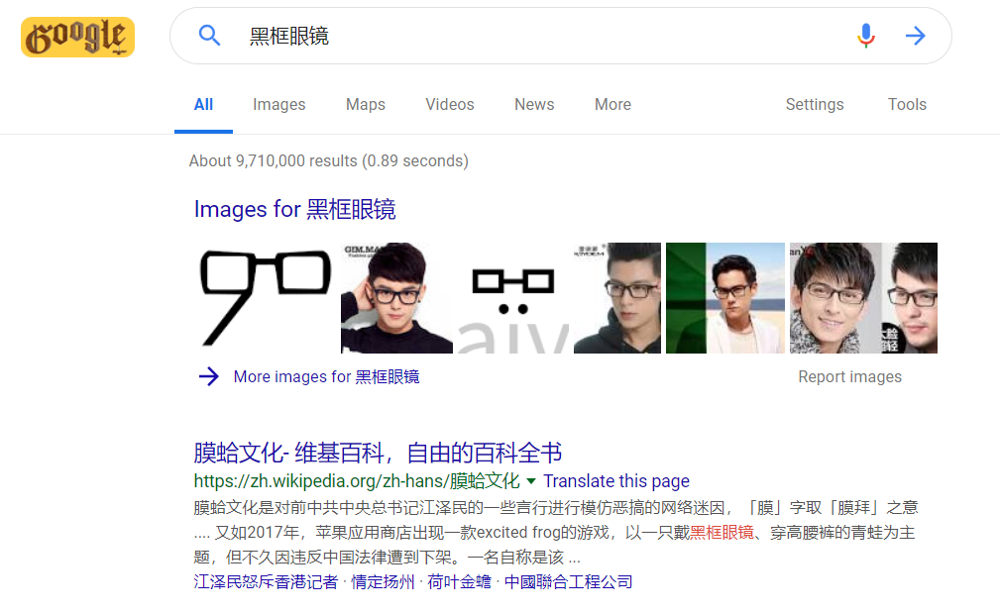 Google
黑框眼镜
All Images Maps Videos News More Settings Tools
About 9,710,000 results (0.89 seconds)
Images for 黑框眼镜
More images for 黑框眼镜
Report images
膜蛤文化- 维基百科，自由的百科全书
https://zh.wikipedia.org/zh-hans/膜蛤文化 Translate this page
膜蛤文化是对前中共中央总书记江泽民的一些言行进行模仿恶搞的网络迷因，「膜」字取「膜拜」之意
.... 又如2017年，苹果应用商店出现一款excited frog的游戏，以一只戴黑框眼镜、穿高腰裤的青蛙为主
题，但不久因违反中国法律遭到下架。一名自称是该 ...
江泽民怒斥香港记者 · 情定扬州 · 荷叶金蟾 · 中國聯合工程公司